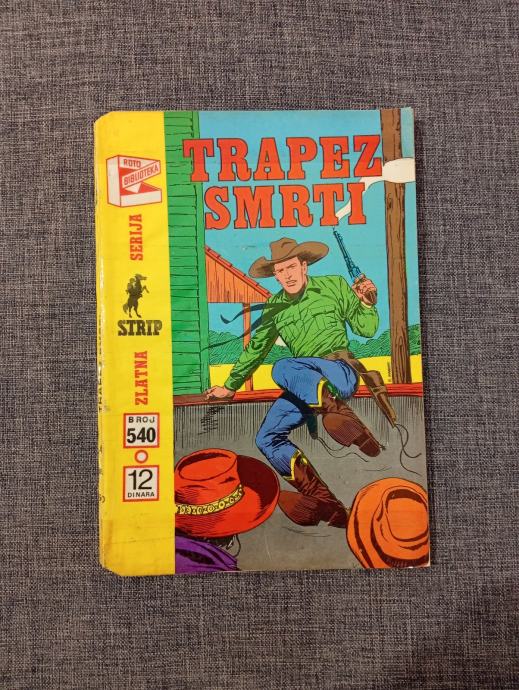 TRAPEZ
SMRTI
ROTO
BIBLIOTEKA
ZLATNA
STRIP
SERIJA
BROJ
540
12
DINARA